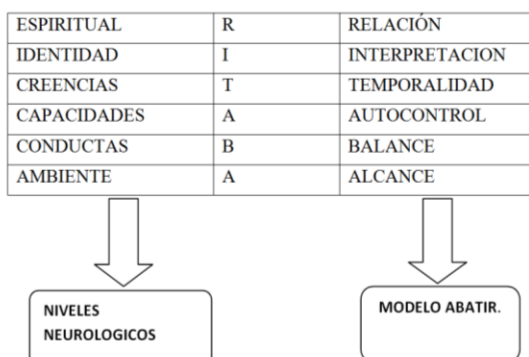 ESPIRITUAL R RELACIÓN
IDENTIDAD I INTERPRETACION
CREENCIAS T TEMPORALIDAD
CAPACIDADES A AUTOCONTROL
CONDUCTAS B BALANCE
AMBIENTE A ALCANCE
NIVELES
NEUROLOGICOS
MODELO ABATIR.